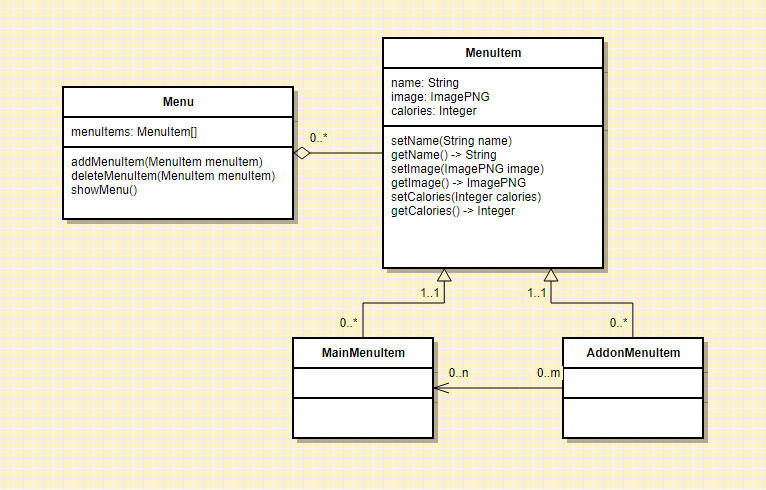 MenuItem
name: String
image: ImagePNG
calories: Integer
setName(String name)
getName() -> String
setImage(ImagePNG image)
getImage() -> ImagePNG
setCalories(Integer calories)
getCalories() -> Integer
Menu
menuItems: MenuItem[]
addMenuItem(MenuItem menuItem)
deleteMenuItem(MenuItem menuItem)
showMenu()
0..*
1..1
1..1
0..*
0..*
MainMenuItem
AddonMenuItem
0..n
0..m